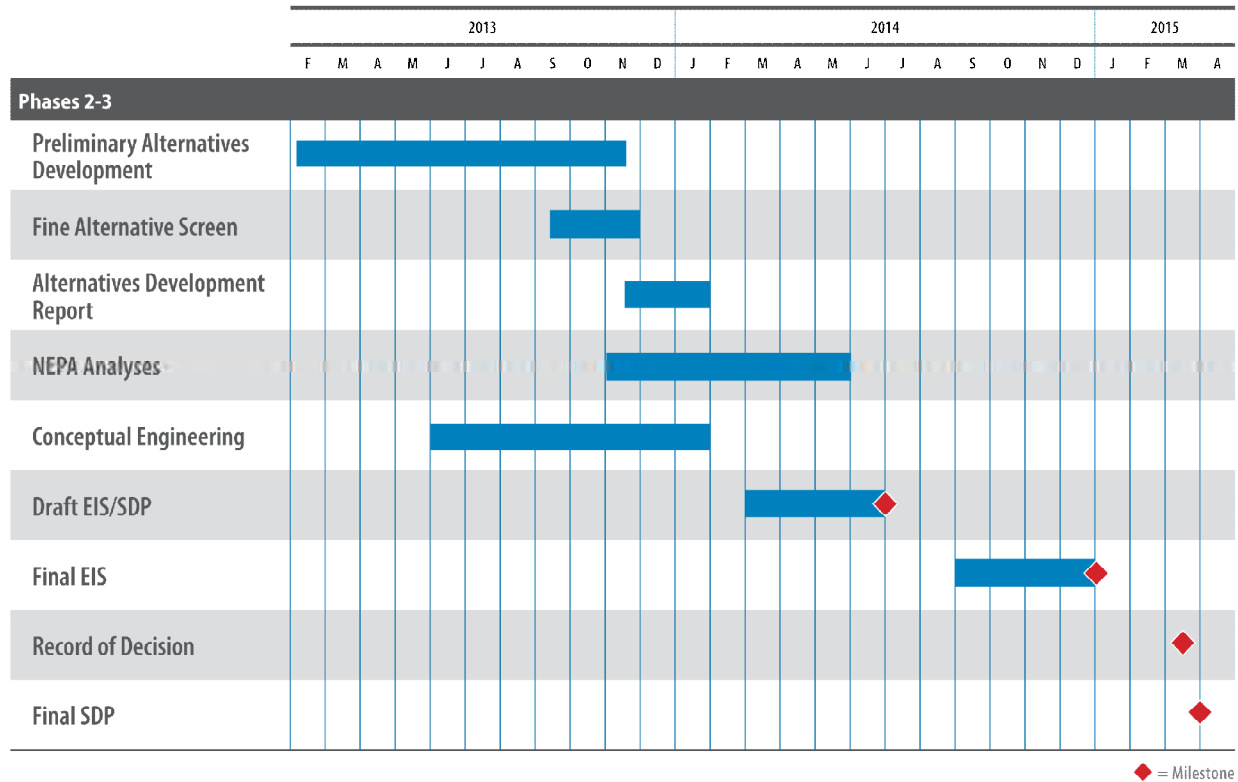 2013 2014 2015
F M A M J J A S O N D J F M A M J J A S O N D J F M A
Phases 2-3
Preliminary Alternatives
Development
Fine Alternative Screen
Alternatives Development
Report
NEPA Analyses
Conceptual Engineering
Draft EIS/SDP
Final EIS
Record of Decision
Final SDP
= Milestone